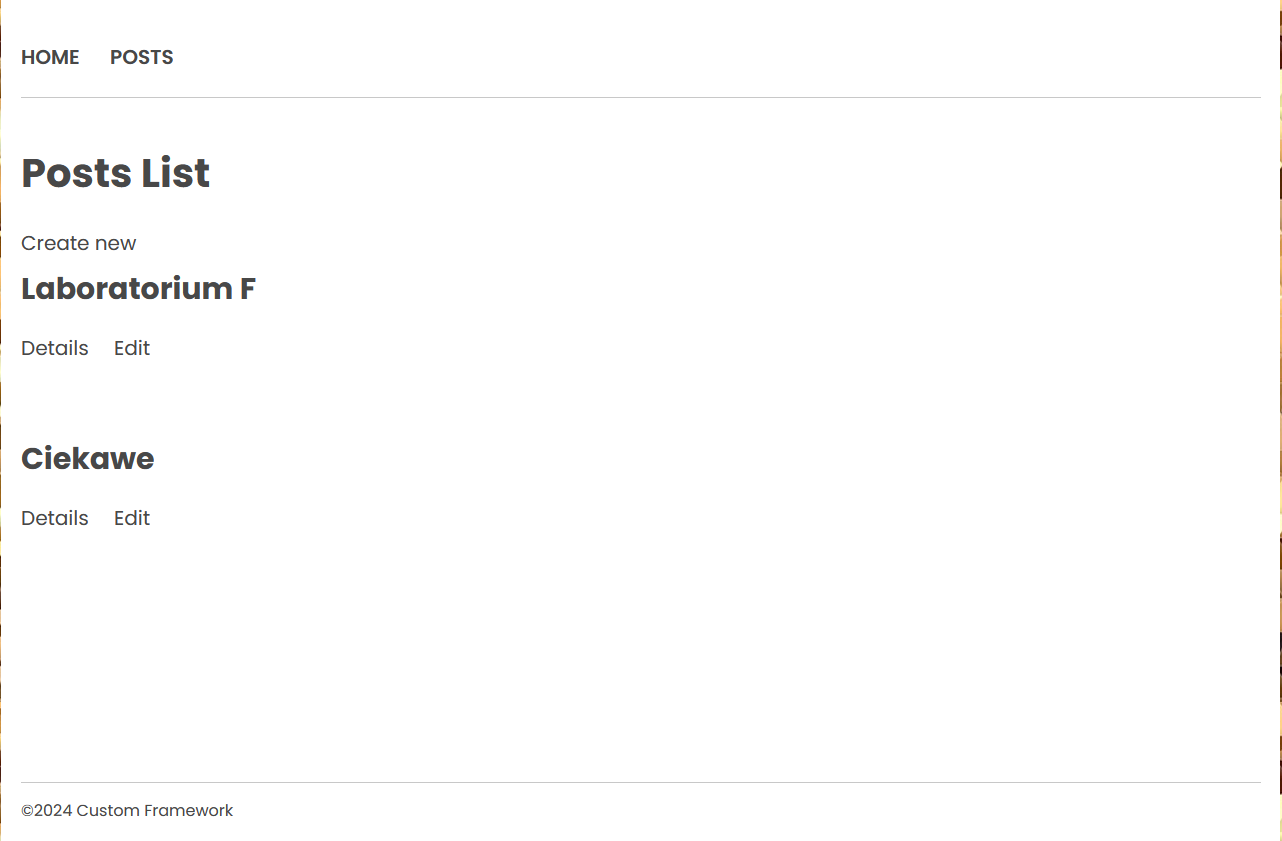 HOME POSTS
Posts List
Create new
Laboratorium F
Details Edit
Ciekawe
Details Edit
©2024 Custom Framework